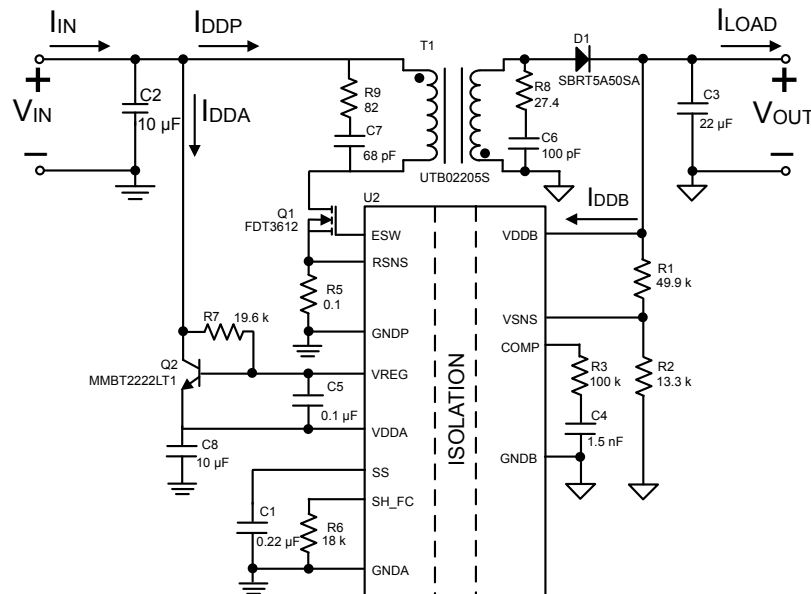 IIN
IDDP
T1
D1
SBRT5A50SA
ILOAD
+
VIN
–
C2
10 µF
IDDA
R9
82
C7
68 pF
R8
27.4
C6
100 pF
UTB02205S
C3
22 µF
+
VOUT
–
IDDB
Q1
FDT3612
U2
ESW
RSNS
GNDP
VREG
VDDA
SS
SH_FC
GNDA
ISOLATION
VDDB
VSNS
COMP
GNDB
R5
0.1
R7
19.6 k
Q2
MMBT2222LT1
C5
0.1 µF
C8
10 µF
C1
0.22 µF
R6
18 k
R1
49.9 k
R2
13.3 k
R3
100 k
C4
1.5 nF